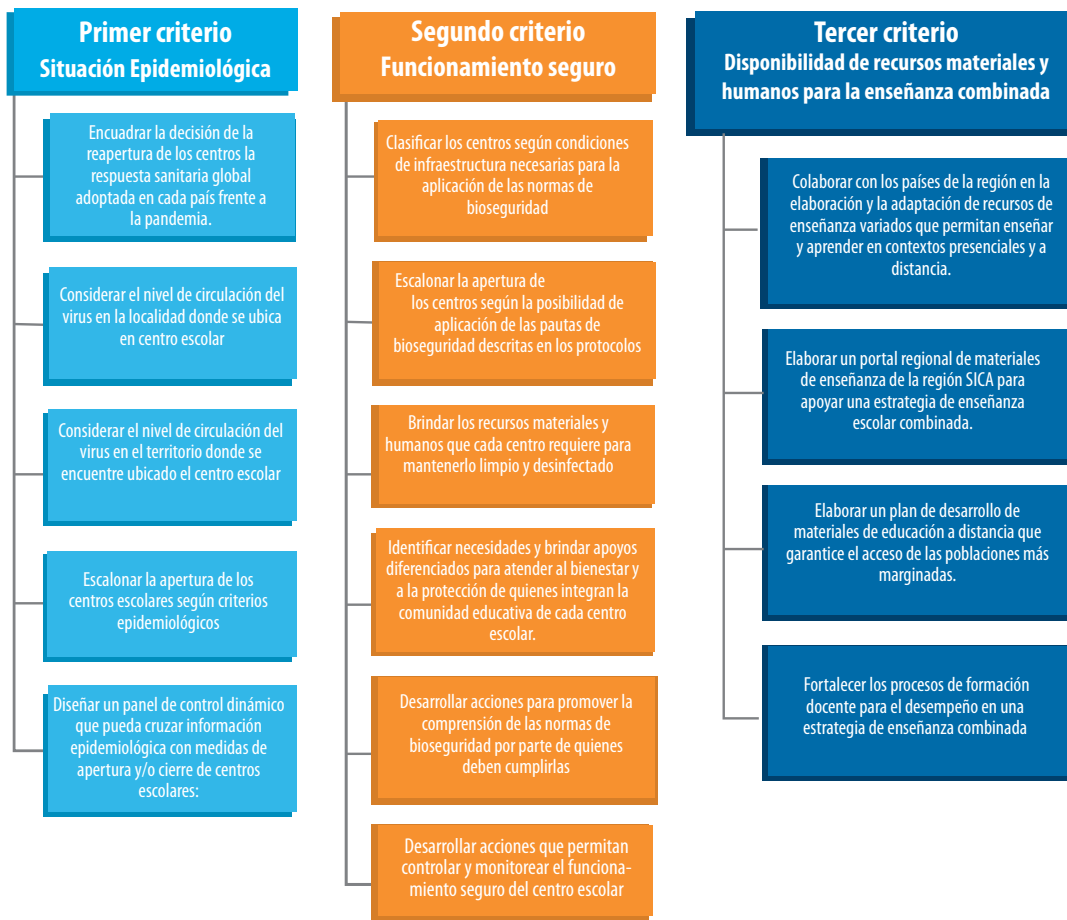 Primer criterio
Situación Epidemiológica
Encuadrar la decisión de la
reapertura de los centros la
respuesta sanitaria global
adoptada en cada país frente a
la pandemia.
Considerar el nivel de circulación del
virus en la localidad donde se ubica
en centro escolar
Considerar el nivel de circulación del
virus en el territorio donde se
encuentre ubicado el centro escolar
Escalonar la apertura de los
centros escolares según criterios
epidemiológicos
Diseñar un panel de control dinámico
que pueda cruzar información
epidemiológica con medidas de
apertura y/o cierre de centros
escolares:
Segundo criterio
Funcionamiento seguro
Clasificar los centros según condiciones
de infraestructura necesarias para la
aplicación de las normas de
bioseguridad
Escalonar la apertura de
los centros según la posibilidad de
aplicación de las pautas de
bioseguridad descritas en los protocolos
Brindar los recursos materiales y
humanos que cada centro requiere para
mantenerlo limpio y desinfectado
Identificar necesidades y brindar apoyos
diferenciados para atender al bienestar y
a la protección de quienes integran la
comunidad educativa de cada centro
escolar.
Desarrollar acciones para promover la
comprensión de las normas de
bioseguridad por parte de quienes
deben cumplirlas
Desarrollar acciones que permitan
controlar y monitorear el funciona-
miento seguro del centro escolar
Tercer criterio
Disponibilidad de recursos materiales y
humanos para la enseñanza combinada
Colaborar con los países de la región en la
elaboración y la adaptación de recursos de
enseñanza variados que permitan enseñar
y aprender en contextos presenciales y a
distancia.
Elaborar un portal regional de materiales
de enseñanza de la región SICA para
apoyar una estrategia de enseñanza
escolar combinada.
Elaborar un plan de desarrollo de
materiales de educación a distancia que
garantice el acceso de las poblaciones más
marginadas.
Fortalecer los procesos de formación
docente para el desempeño en una
estrategia de enseñanza combinada